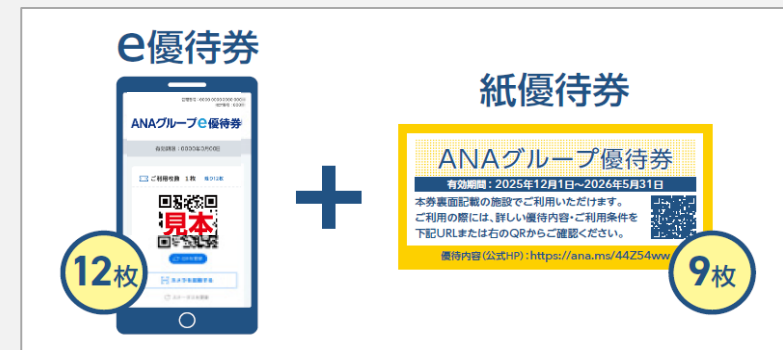 e優待券
ANAグループe優待券
ご利用枚数 1枚
見本
12枚
+
紙優待券
ANAグループ優待券
有効期間：2025年12月1日~2026年5月31日
本券裏面記載の施設でご利用いただけます。
ご利用の際には、詳しい優待内容・ご利用条件を
下記URLまたは右のQRからご確認ください。
優待内容（公式HP）：https://ana.ms/44Z54ww
9枚